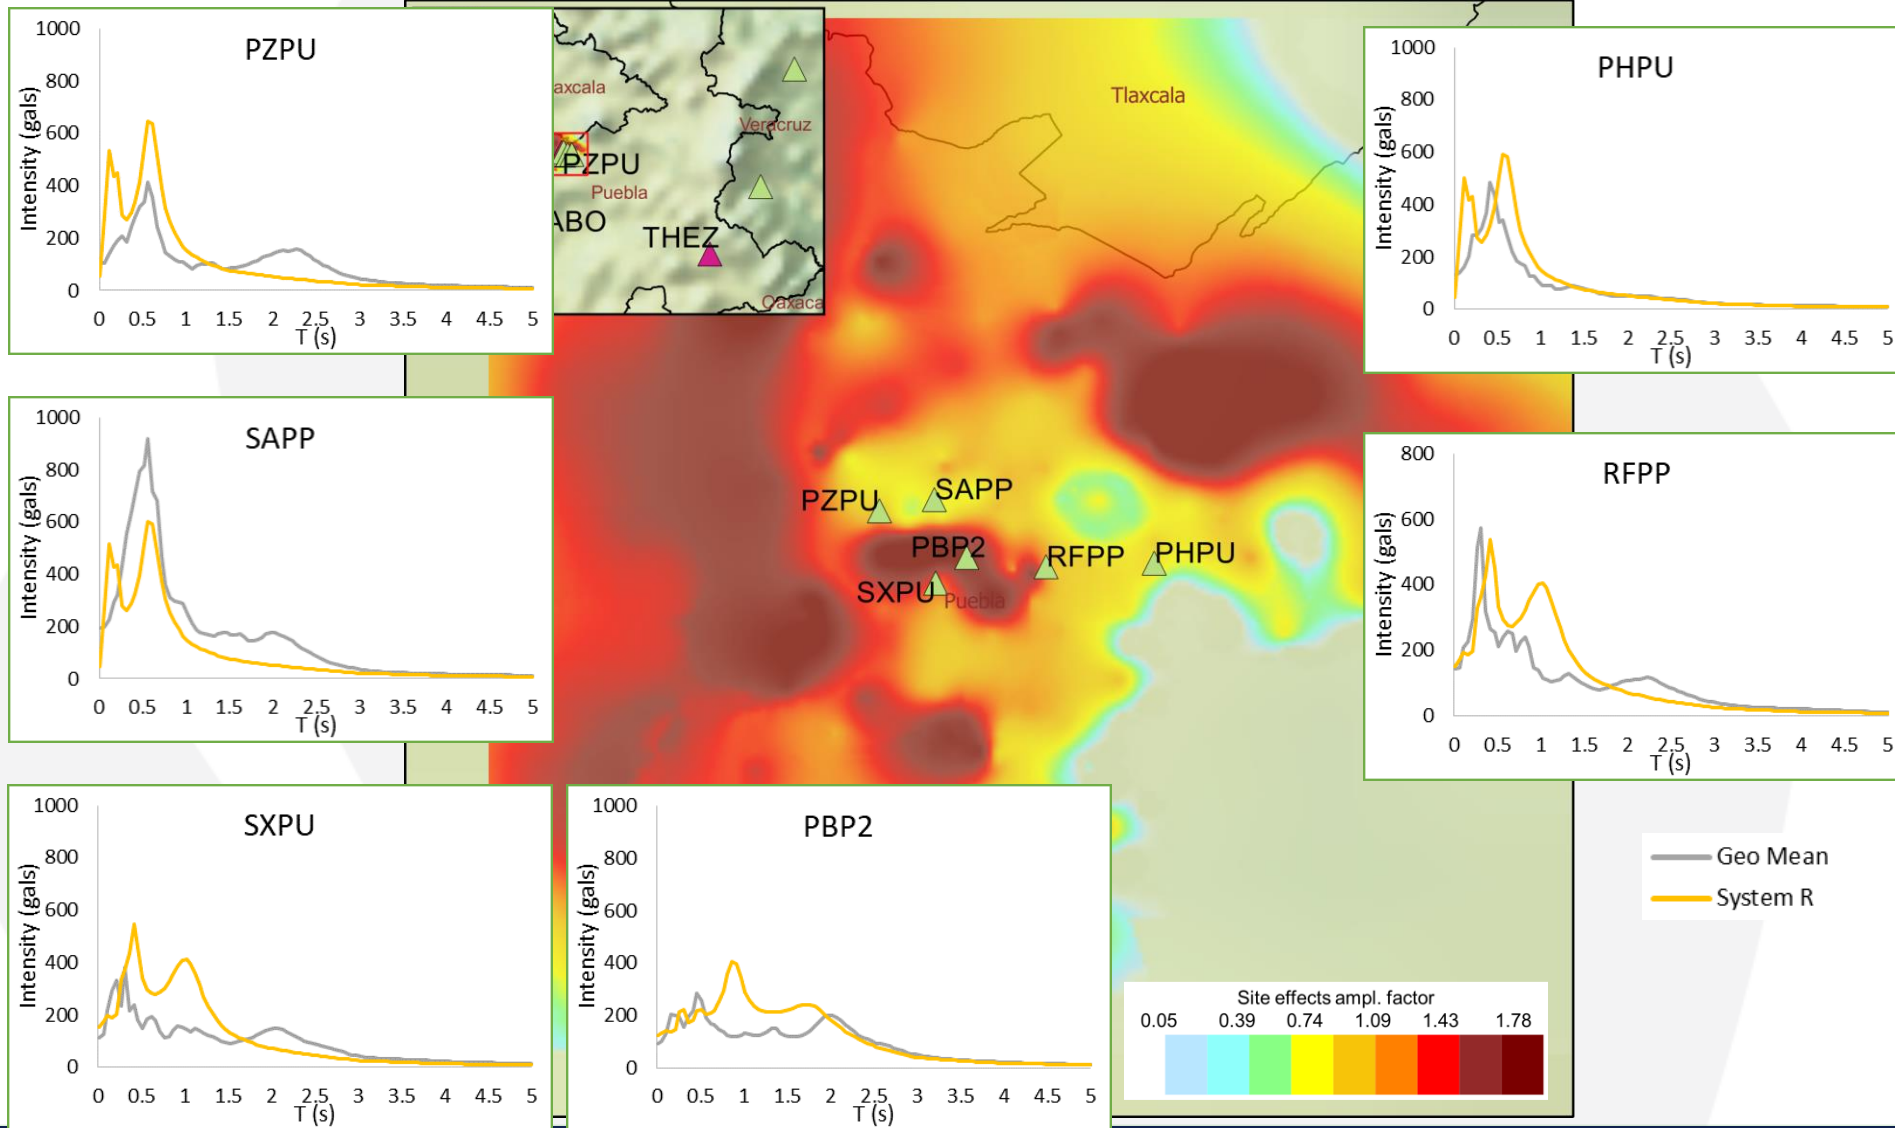 PZPU
Intensity (gals)
1000
800
600
400
200
0
0 0.5 1 1.5 2 2.5 3 3.5 4 4.5 5
T (s)
axcala
Veracruz
PZPU
Puebla
ABO
THEZ
Oaxaca
Tlaxcala
PHPU
Intensity (gals)
1000
800
600
400
200
0
0 0.5 1 1.5 2 2.5 3 3.5 4 4.5 5
T (s)
SAPP
Intensity (gals)
1000
800
600
400
200
0
0 0.5 1 1.5 2 2.5 3 3.5 4 4.5 5
T (s)
PZPU
SAPP
PBP2
RFPP
PHPU
SXPU
Puebla
RFPP
Intensity (gals)
800
600
400
200
0
0 0.5 1 1.5 2 2.5 3 3.5 4 4.5 5
T (s)
SXPU
Intensity (gals)
1000
800
600
400
200
0
0 0.5 1 1.5 2 2.5 3 3.5 4 4.5 5
T (s)
PBP2
Intensity (gals)
1000
800
600
400
200
0
0 0.5 1 1.5 2 2.5 3 3.5 4 4.5 5
T (s)
Geo Mean
System R
Site effects ampl. factor
0.05 0.39 0.74 1.09 1.43 1.78